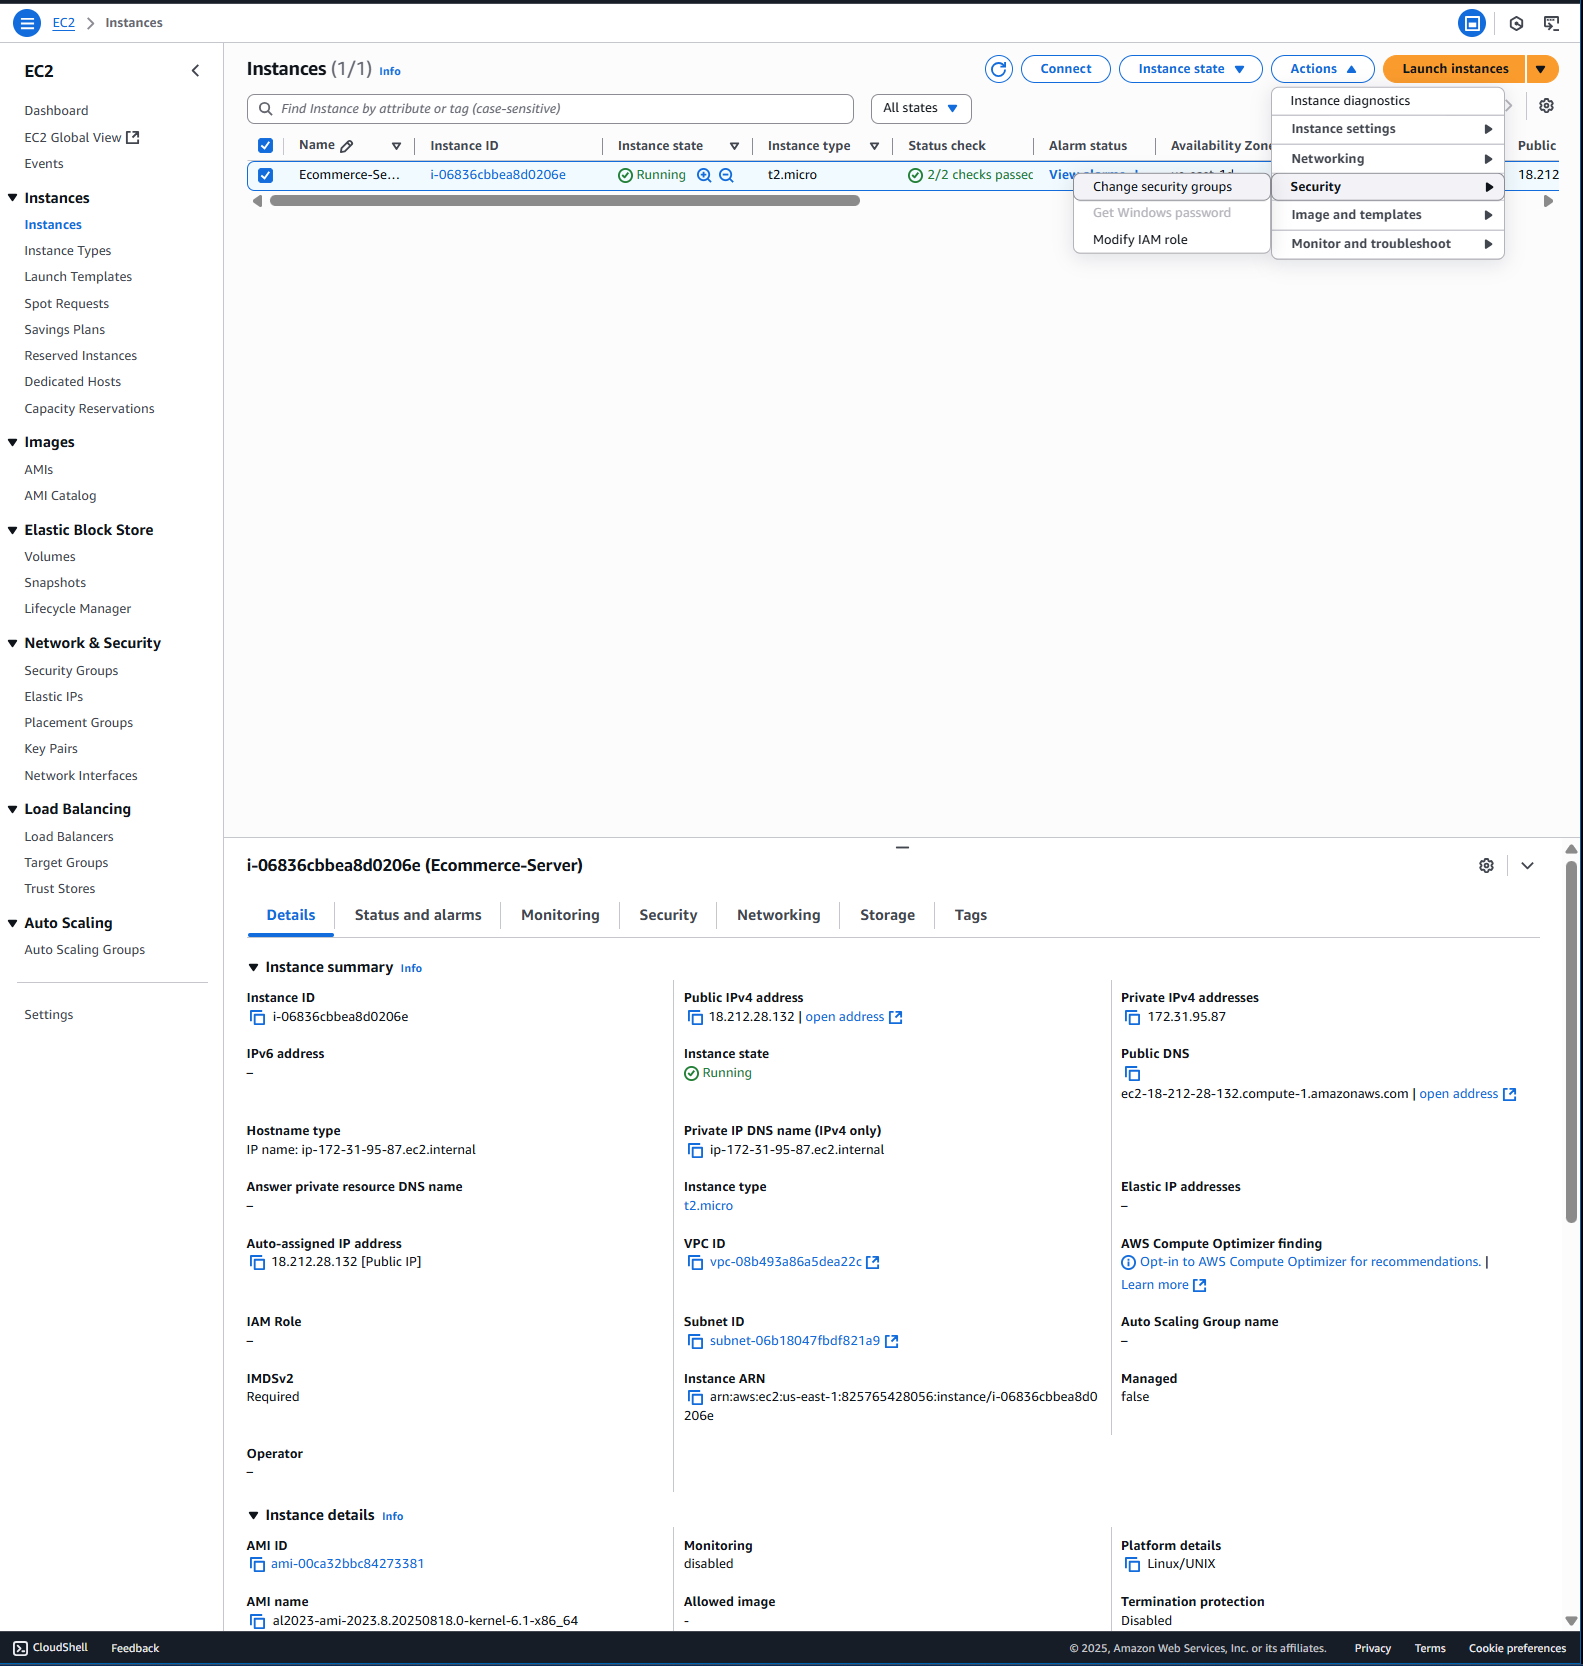 EC2 > Instances
EC2
Dashboard
EC2 Global View
Events
Instances
Instances
Instance Types
Launch Templates
Spot Requests
Savings Plans
Reserved Instances
Dedicated Hosts
Capacity Reservations
Images
AMIs
AMI Catalog
Elastic Block Store
Volumes
Snapshots
Lifecycle Manager
Network & Security
Security Groups
Elastic IPs
Placement Groups
Key Pairs
Network Interfaces
Load Balancing
Load Balancers
Target Groups
Trust Stores
Auto Scaling
Auto Scaling Groups
Settings
Instances (1/1) Info
Connect
Instance state
Actions
Launch instances
Find Instance by attribute or tag (case-sensitive)
All states
Name Instance ID Instance state Instance type Status check Alarm status Availability Zone Public
Ecommerce-Se... i-06836cbbea8d0206e Running t2.micro 2/2 checks passec 18.212
Instance diagnostics
Instance settings
Networking
Security
Image and templates
Monitor and troubleshoot
Change security groups
Get Windows password
Modify IAM role
i-06836cbbea8d0206e (Ecommerce-Server)
Details Status and alarms Monitoring Security Networking Storage Tags
Instance summary Info
Instance ID
i-06836cbbea8d0206e
Public IPv4 address
18.212.28.132 | open address
Private IPv4 addresses
172.31.95.87
IPv6 address
–
Instance state
Running
Public DNS
ec2-18-212-28-132.compute-1.amazonaws.com | open address
Hostname type
IP name: ip-172-31-95-87.ec2.internal
Private IP DNS name (IPv4 only)
ip-172-31-95-87.ec2.internal
Answer private resource DNS name
–
Instance type
t2.micro
Elastic IP addresses
–
Auto-assigned IP address
18.212.28.132 [Public IP]
VPC ID
vpc-08b493a86a5dea22c
AWS Compute Optimizer finding
Opt-in to AWS Compute Optimizer for recommendations. |
Learn more
IAM Role
–
Subnet ID
subnet-06b18047fbdf821a9
Auto Scaling Group name
–
IMDSv2
Required
Instance ARN
arn:aws:ec2:us-east-1:825765428056:instance/i-06836cbbea8d0
206e
Managed
false
Operator
–
Instance details Info
AMI ID
ami-00ca32bbc84273381
Monitoring
disabled
Platform details
Linux/UNIX
AMI name
al2023-ami-2023.8.20250818.0-kernel-6.1-x86_64
Allowed image
-
Termination protection
Disabled
CloudShell Feedback © 2025, Amazon Web Services, Inc. or its affiliates. Privacy Terms Cookie preferences